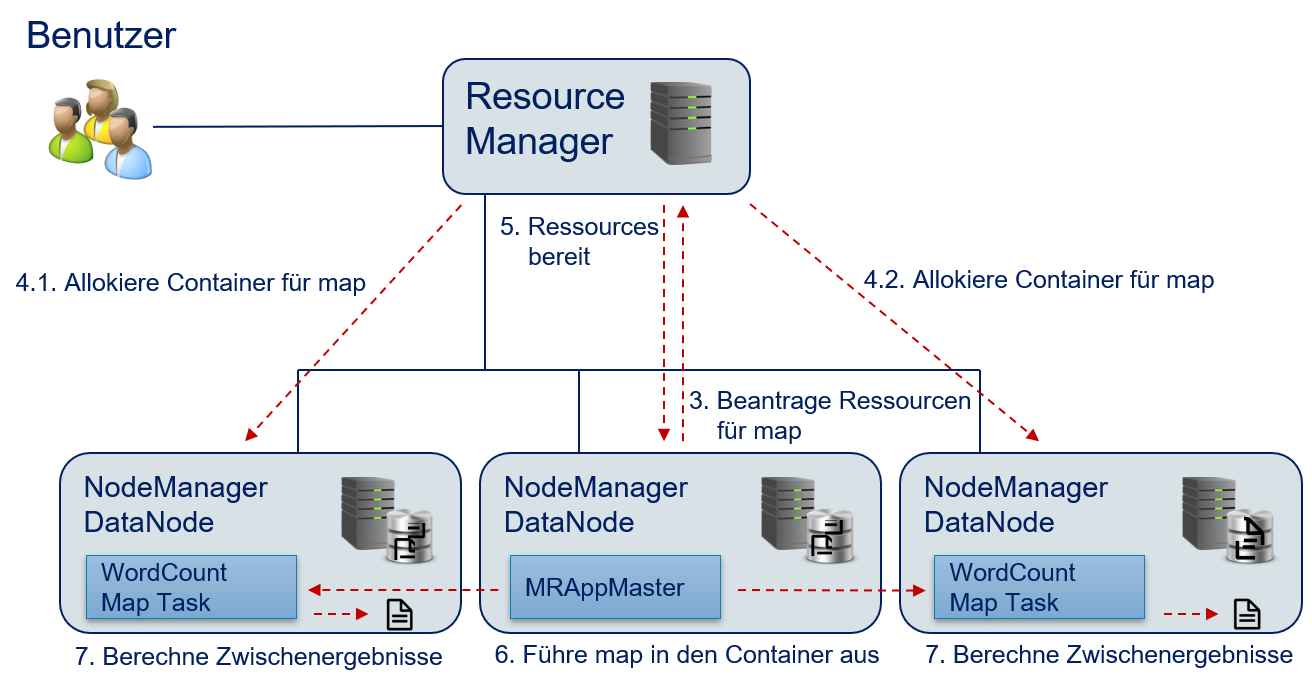 Benutzer
Resource
Manager
5. Ressources
bereit
4.1. Allokiere Container für map
4.2. Allokiere Container für map
3. Beantrage Ressourcen
für map
NodeManager
DataNode
WordCount
Map Task
NodeManager
DataNode
MRAppMaster
NodeManager
DataNode
WordCount
Map Task
7. Berechne Zwischenergebnisse
6. Führe map in den Container aus
7. Berechne Zwischenergebnisse